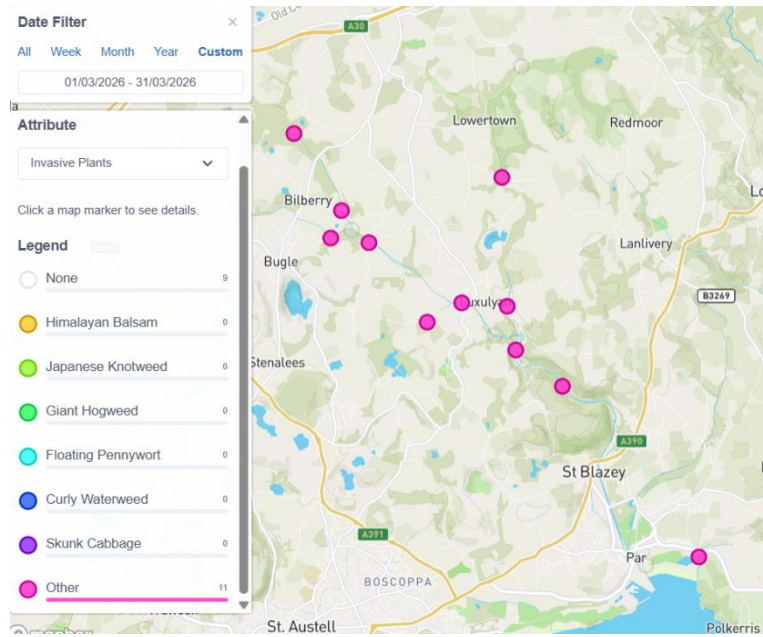 Date Filter ×
All Week Month Year Custom
01/03/2026 - 31/03/2026
Attribute
Invasive Plants
Click a map marker to see details.
Legend
None 9
Himalayan Balsam 0
Japanese Knotweed 0
Giant Hogweed 0
Floating Pennywort 0
Curly Waterweed 0
Skunk Cabbage 0
Other 11
A30
Lowertown
Redmoor
Bilberry
Lanlivery
Bugle
B3269
uxulya
Stenalees
A390
St Blazey
A391
Par
BOSCOPPA
St. Austell
Polkerris
mapbox